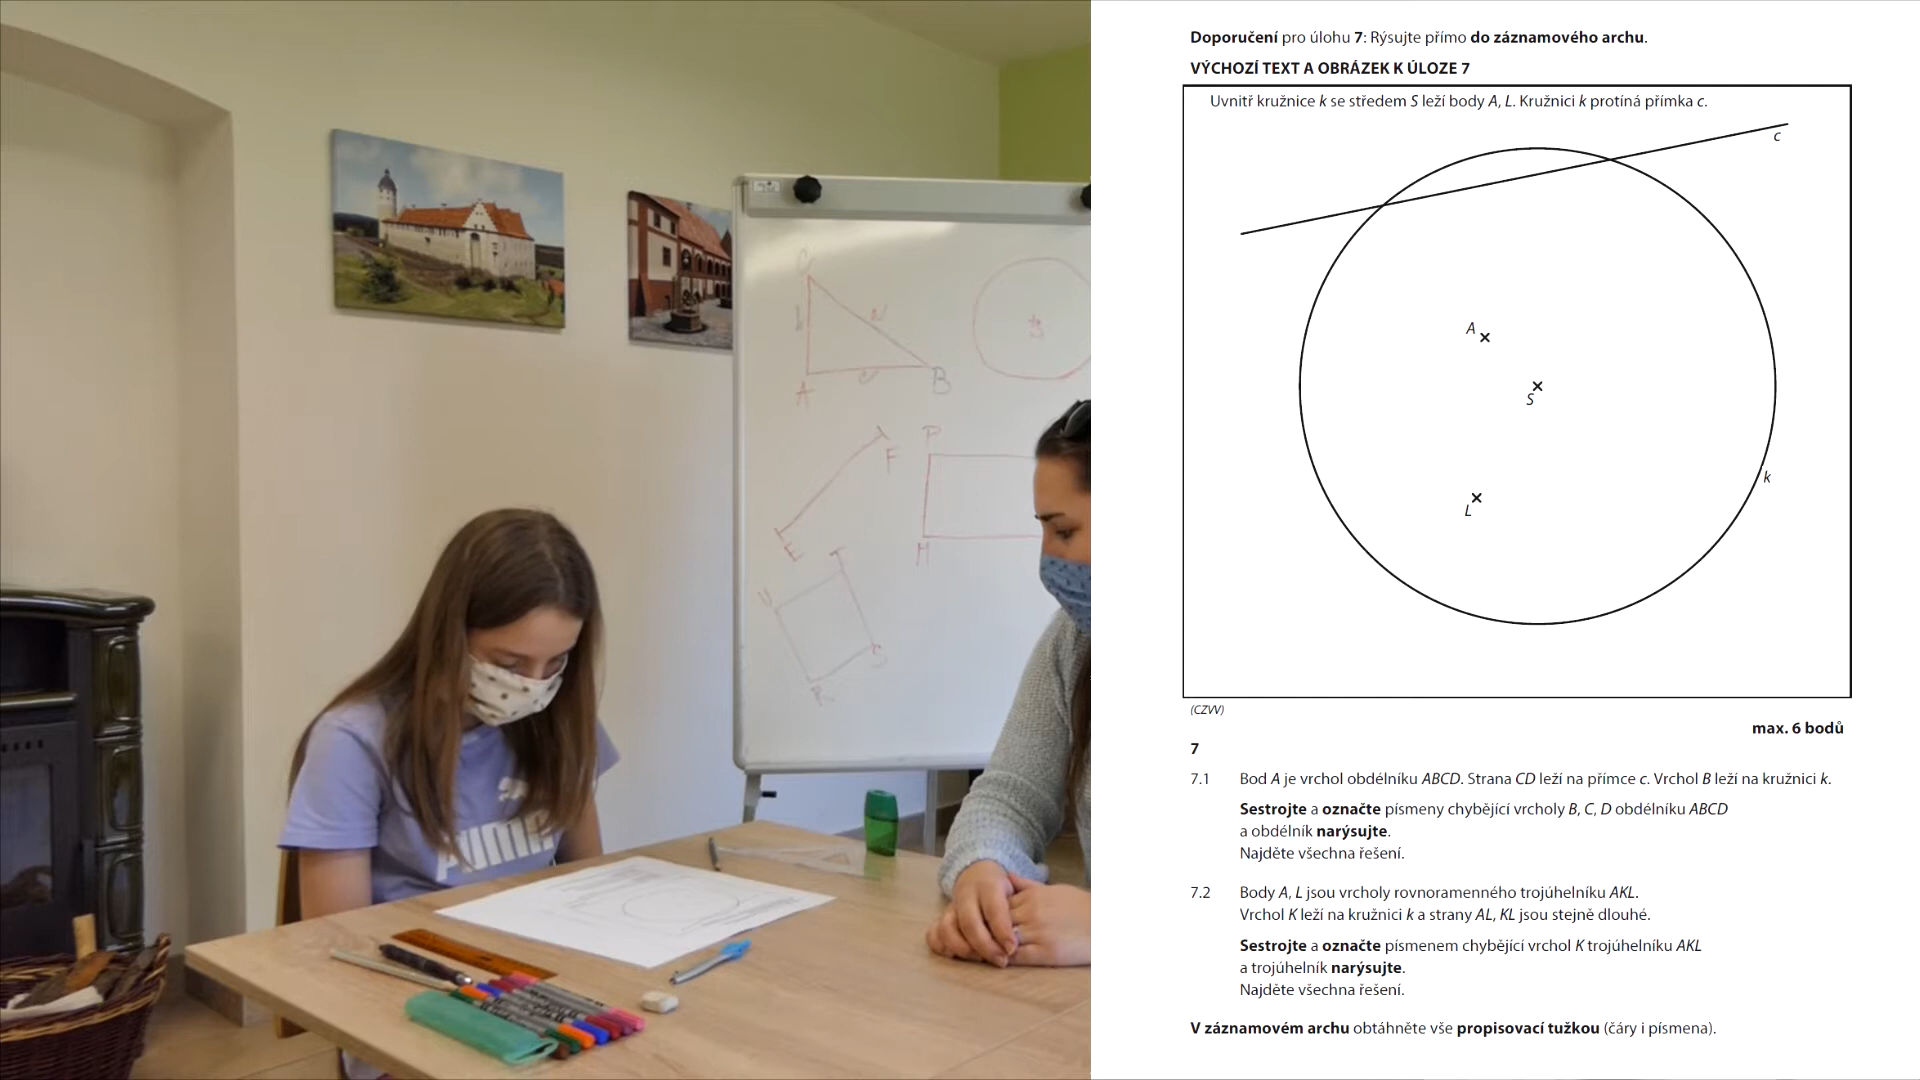 C
b
a
A
c
B
F
E
P
M
T
U
S
R
PUMA
Doporučení pro úlohu 7: Rýsujte přímo do záznamového archu.
VÝCHOZÍ TEXT A OBRÁZEK K ÚLOZE 7
Uvnitř kružnice k se středem S leží body A, L. Kružnici k protíná přímka c.
c
A
S
k
L
(CZVV)
max. 6 bodů
7
7.1 Bod A je vrchol obdélníku ABCD. Strana CD leží na přímce c. Vrchol B leží na kružnici k.
Sestrojte a označte písmeny chybějící vrcholy B, C, D obdélníku ABCD
a obdélník narýsujte.
Najděte všechna řešení.
7.2 Body A, L jsou vrcholy rovnoramenného trojúhelníku AKL.
Vrchol K leží na kružnici k a strany AL, KL jsou stejně dlouhé.
Sestrojte a označte písmenem chybějící vrchol K trojúhelníku AKL
a trojúhelník narýsujte.
Najděte všechna řešení.
V záznamovém archu obtáhněte vše propisovací tužkou (čáry i písmena).